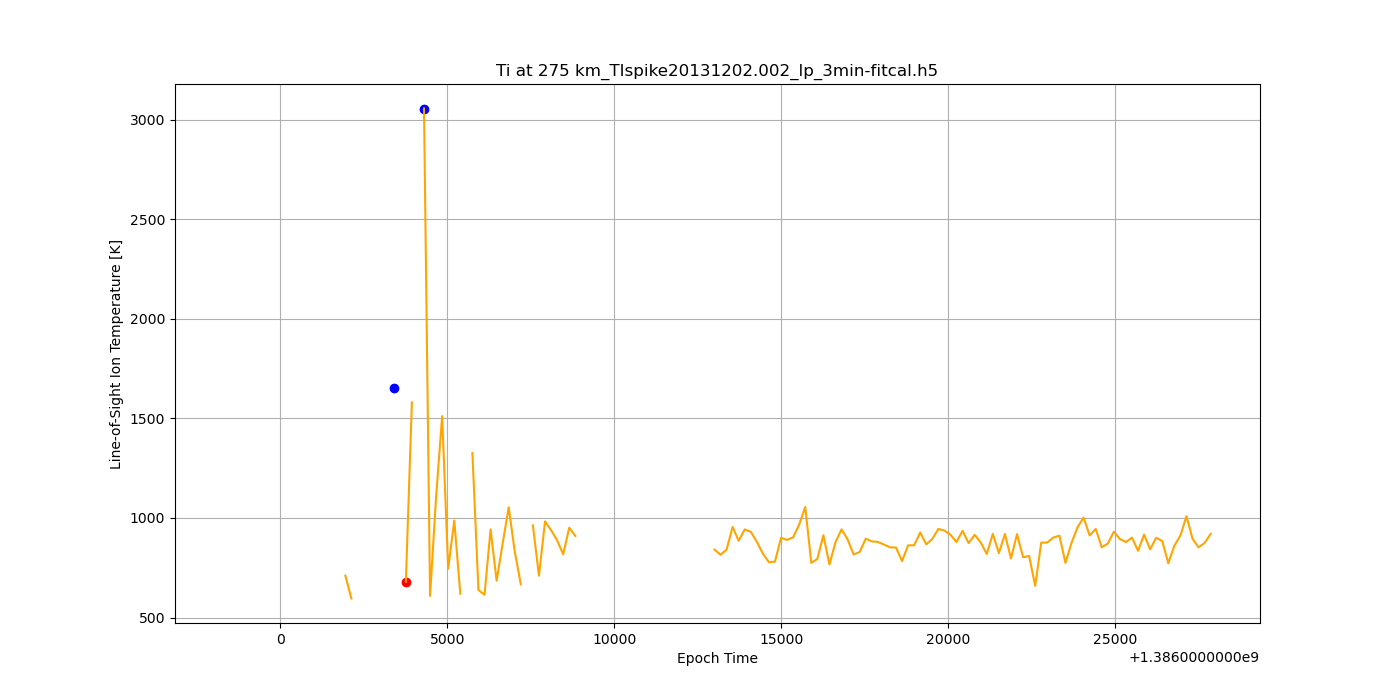 Ti at 275 km_TIspike20131202.002_lp_3min-fitcal.h5
Line-of-Sight Ion Temperature [K]
3000
2500
2000
1500
1000
500
0 5000 10000 15000 20000 25000
Epoch Time
+1.3860000000e9